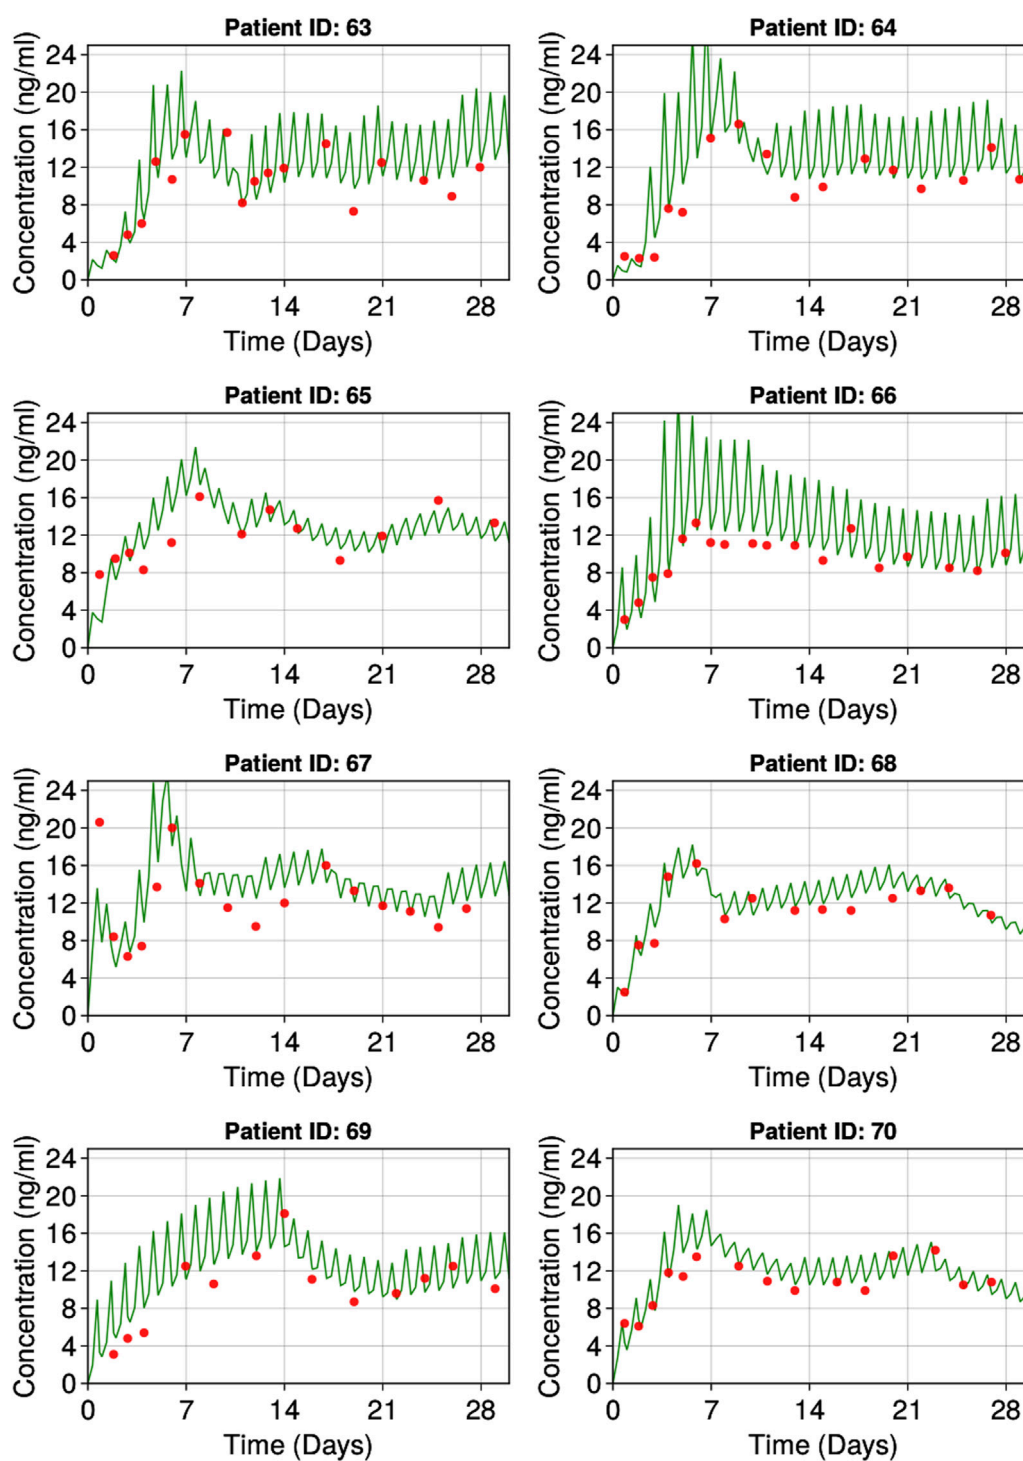 Patient ID: 63
Concentration (ng/ml)
24
20
16
12
8
4
0
0 7 14 21 28
Time (Days)
Patient ID: 64
Concentration (ng/ml)
24
20
16
12
8
4
0
0 7 14 21 28
Time (Days)
Patient ID: 65
Concentration (ng/ml)
24
20
16
12
8
4
0
0 7 14 21 28
Time (Days)
Patient ID: 66
Concentration (ng/ml)
24
20
16
12
8
4
0
0 7 14 21 28
Time (Days)
Patient ID: 67
Concentration (ng/ml)
24
20
16
12
8
4
0
0 7 14 21 28
Time (Days)
Patient ID: 68
Concentration (ng/ml)
24
20
16
12
8
4
0
0 7 14 21 28
Time (Days)
Patient ID: 69
Concentration (ng/ml)
24
20
16
12
8
4
0
0 7 14 21 28
Time (Days)
Patient ID: 70
Concentration (ng/ml)
24
20
16
12
8
4
0
0 7 14 21 28
Time (Days)